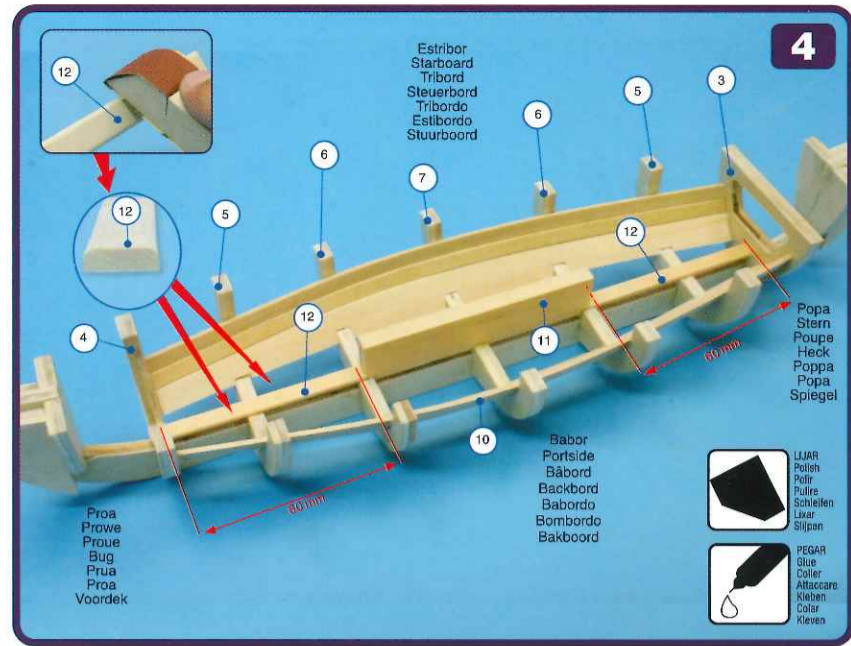 4
12
Estribor
Starboard
Tribord
Steuerbord
Tribordo
Estibordo
Stuurboord
3
5
6
7
6
5
12
12
4
12
11
10
60 mm
60 mm
Popa
Stern
Poupe
Heck
Poppa
Popa
Spiegel
Babor
Portside
Bâbord
Backbord
Babordo
Bombordo
Bakboord
Proa
Prowe
Proue
Bug
Prua
Proa
Voordek
LIJAR
Polish
Polir
Pulire
Schleifen
Lixar
Slijpen
PEGAR
Glue
Coller
Attaccare
Kleben
Colar
Kleven